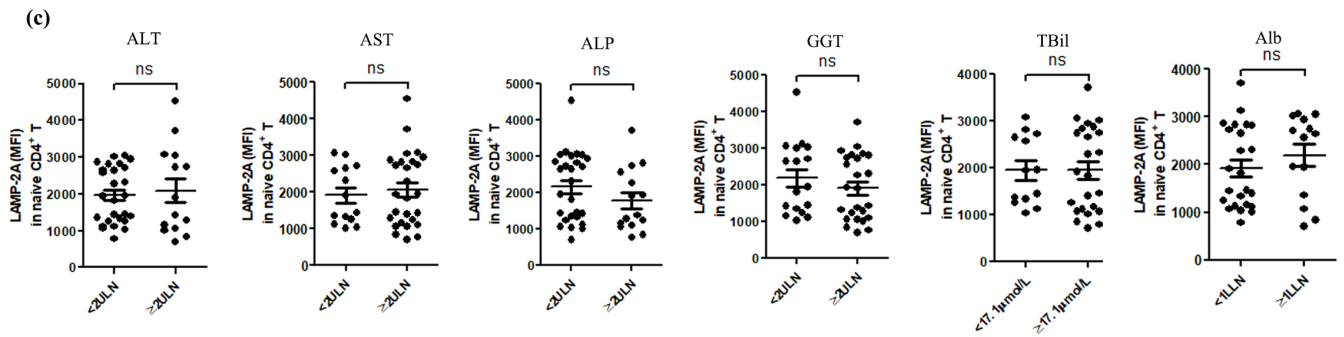 (c)
ALT
ns
LAMP-2A (MFI)
in naive CD4+ T
5000
4000
3000
2000
1000
0
<2ULN
≥2ULN
AST
ns
LAMP-2A (MFI)
in naive CD4+ T
5000
4000
3000
2000
1000
0
<2ULN
≥2ULN
ALP
ns
LAMP-2A (MFI)
in naive CD4+ T
5000
4000
3000
2000
1000
0
<2ULN
≥2ULN
GGT
ns
LAMP-2A (MFI)
in naive CD4+ T
5000
4000
3000
2000
1000
0
<2ULN
≥2ULN
TBil
ns
LAMP-2A (MFI)
in naive CD4+ T
4000
3000
2000
1000
0
<17. 1μmol/L
≥17. 1μmol/L
Alb
ns
LAMP-2A (MFI)
in naive CD4+ T
4000
3000
2000
1000
0
<1LLN
≥1LLN